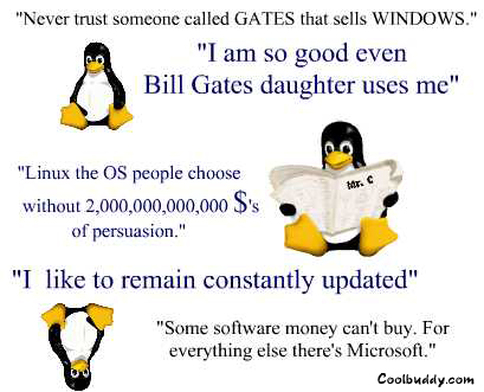 "Never trust someone called GATES that sells WINDOWS."
"I am so good even
Bill Gates daughter uses me"
"Linux the OS people choose
without 2,000,000,000,000 $'s
of persuasion."
Mr. C
"I like to remain constantly updated"
"Some software money can't buy. For
everything else there's Microsoft."
Coolbuddy.com